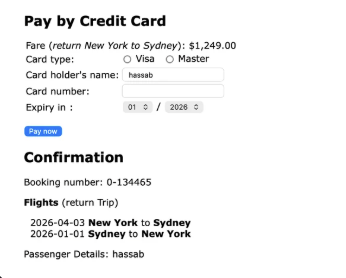 Pay by Credit Card
Fare (return New York to Sydney): $1,249.00
Card type: Visa Master
Card holder's name: hassab
Card number:
Expiry in : 01 / 2026
Pay now
Confirmation
Booking number: 0-134465
Flights (return Trip)
2026-04-03 New York to Sydney
2026-01-01 Sydney to New York
Passenger Details: hassab